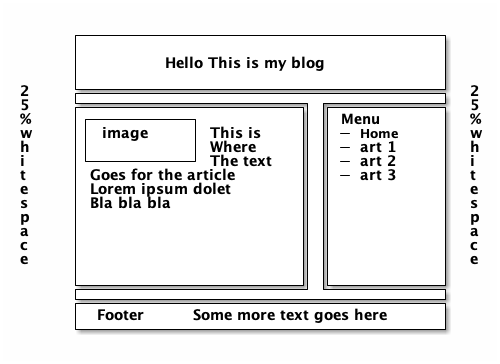 Hello This is my blog
25%whitespace
image
This is
Where
The text
Goes for the article
Lorem ipsum dolet
Bla bla bla
Menu
— Home
— art 1
— art 2
— art 3
25%whitespace
Footer
Some more text goes here